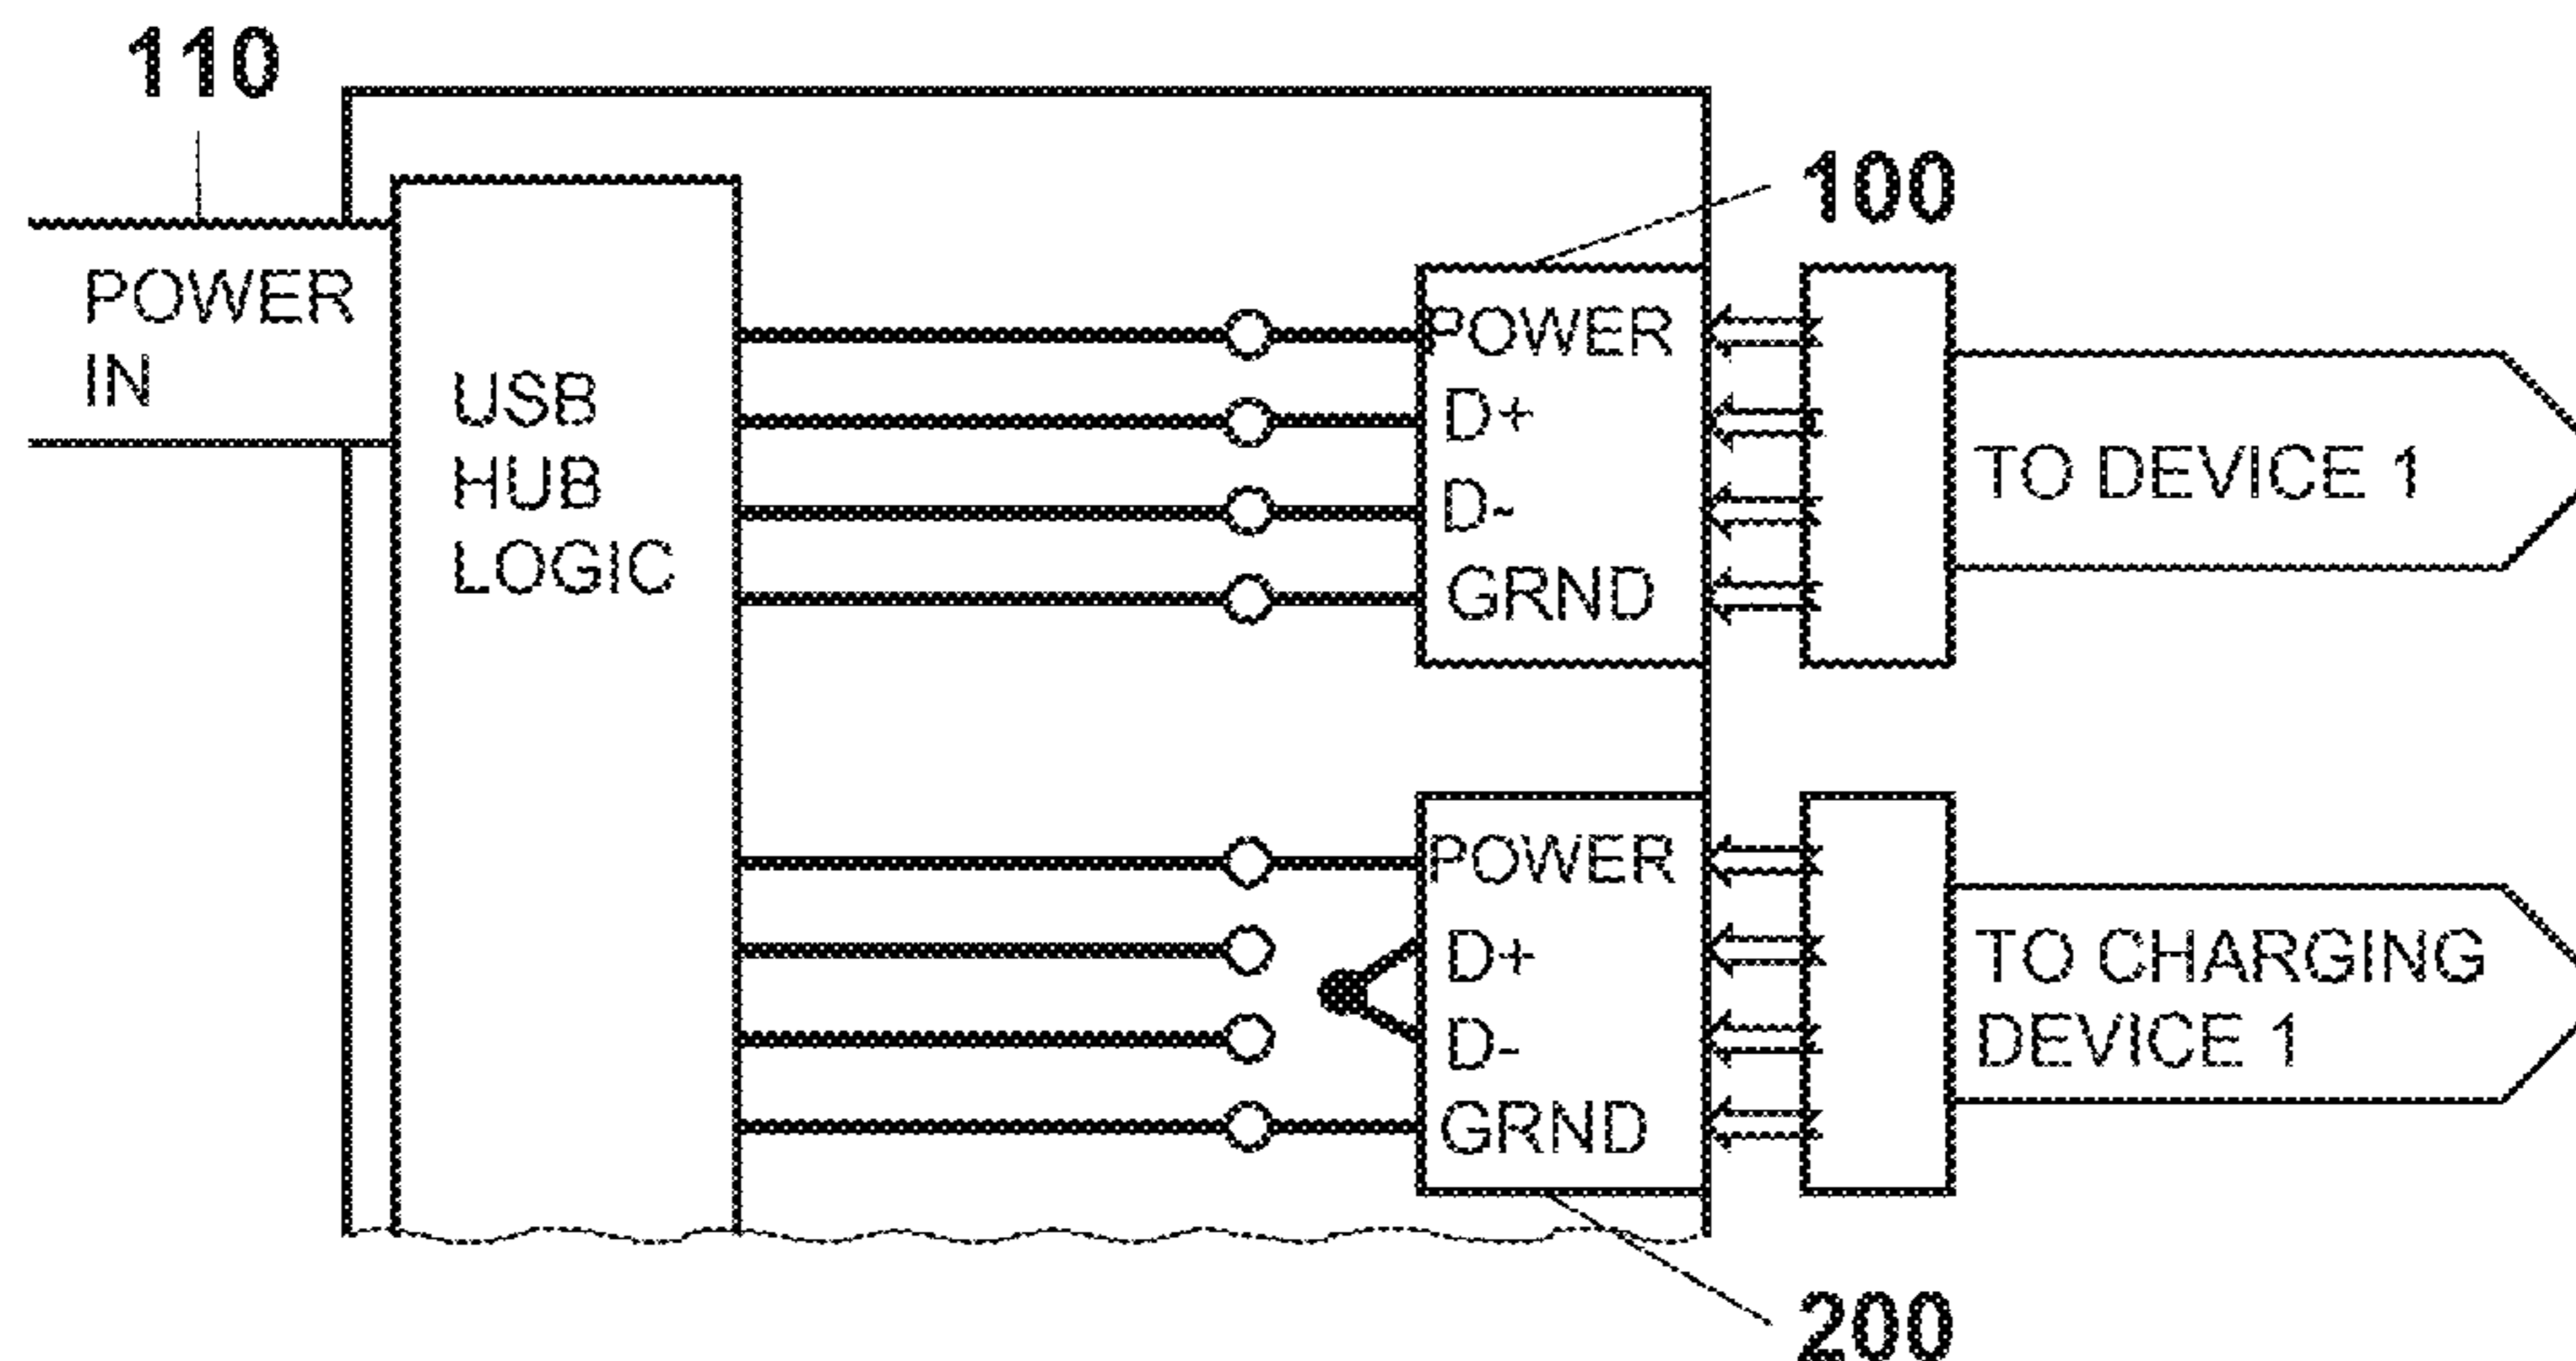 110
100
POWER
IN
USB
HUB
LOGIC
POWER
D+
D-
GRND
TO DEVICE 1
POWER
D+
D-
GRND
TO CHARGING
DEVICE 1
200